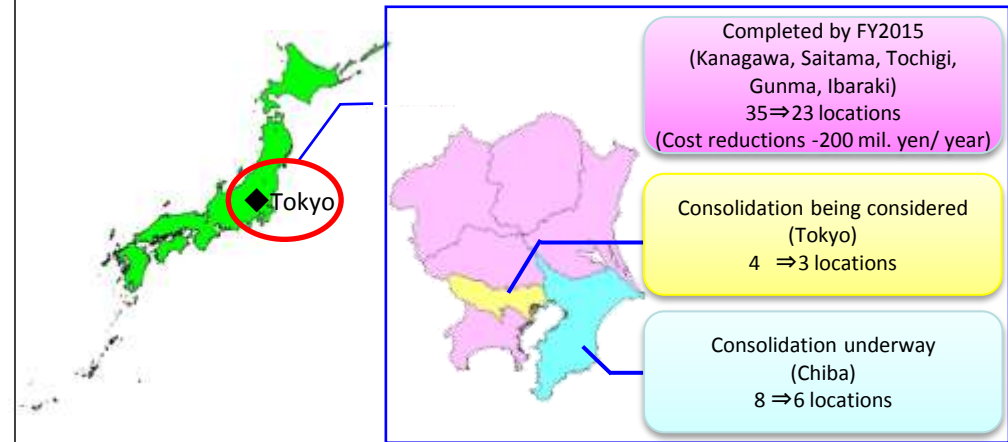 Tokyo
Completed by FY2015
(Kanagawa, Saitama, Tochigi,
Gunma, Ibaraki)
35⇒23 locations
(Cost reductions -200 mil. yen/ year)
Consolidation being considered
(Tokyo)
4 ⇒3 locations
Consolidation underway
(Chiba)
8 ⇒6 locations